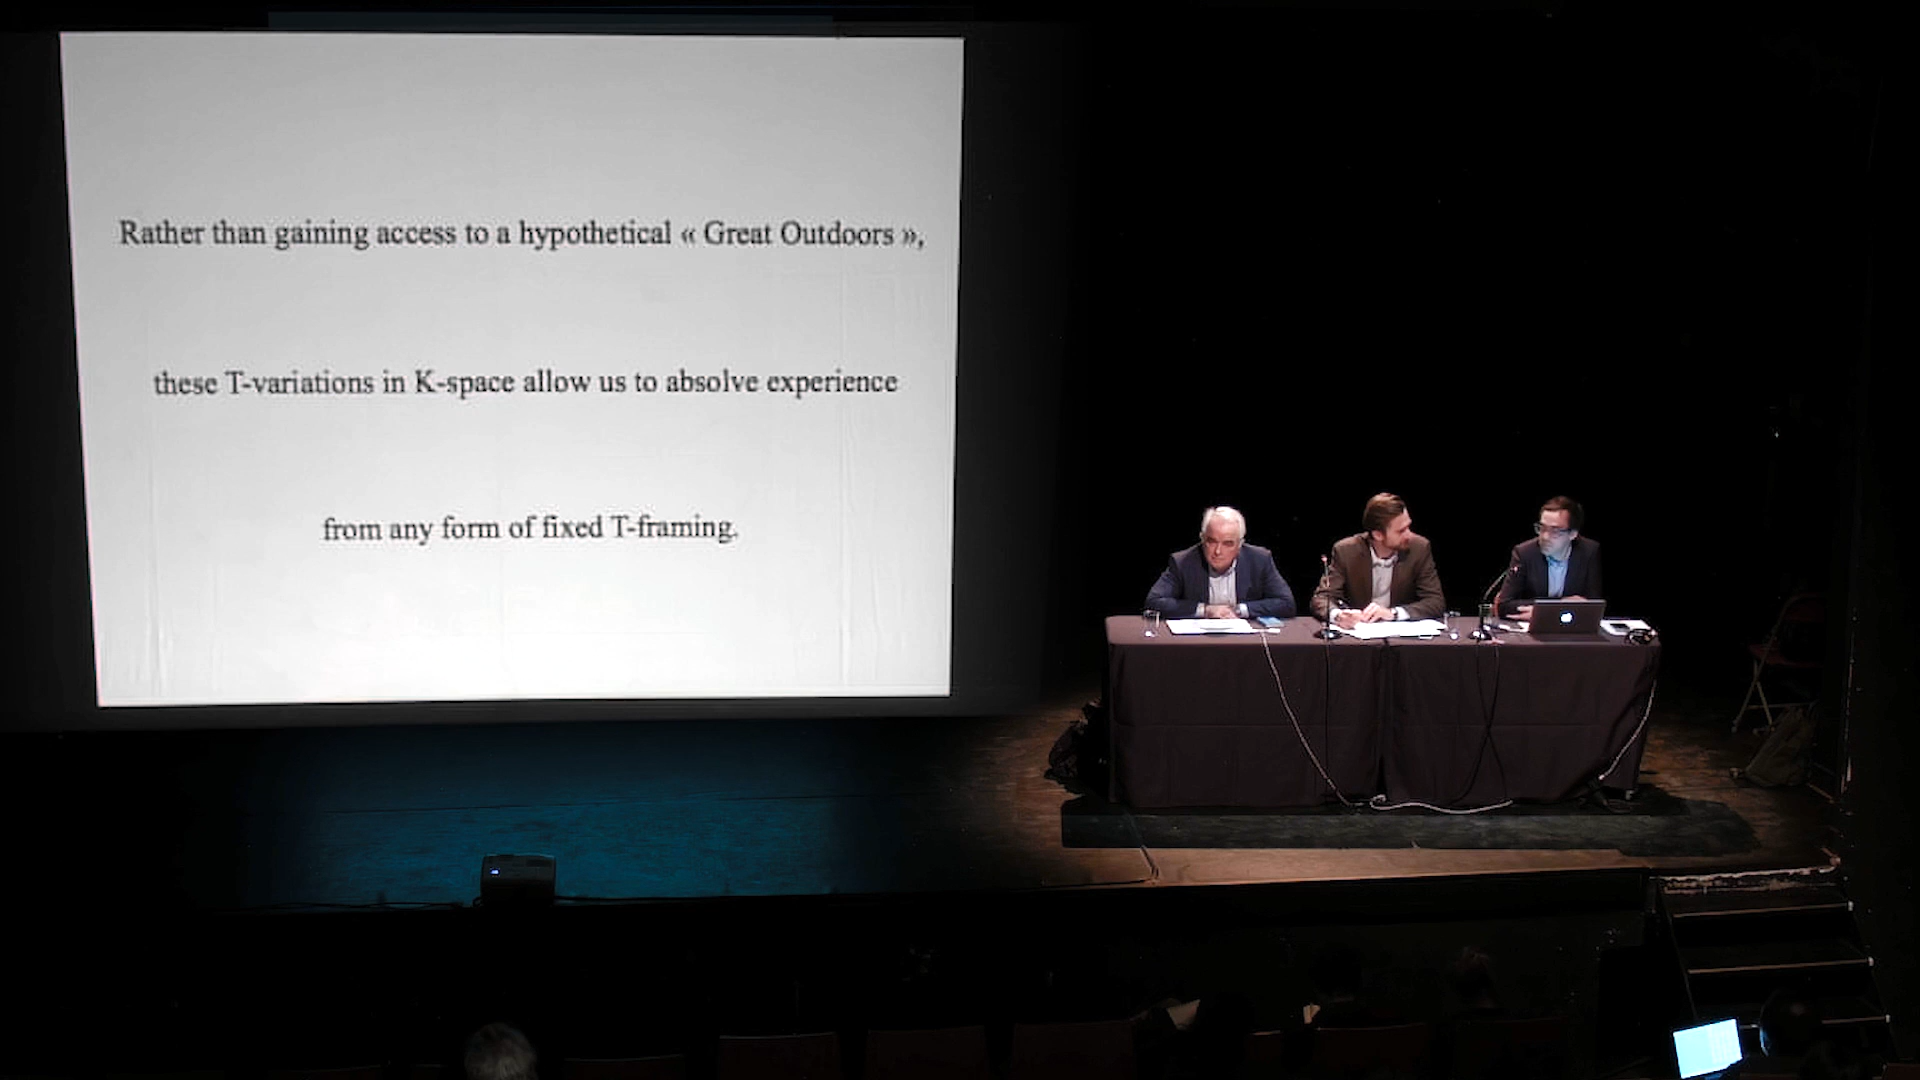 Rather than gaining access to a hypothetical « Great Outdoors »,
these T-variations in K-space allow us to absolve experience
from any form of fixed T-framing.